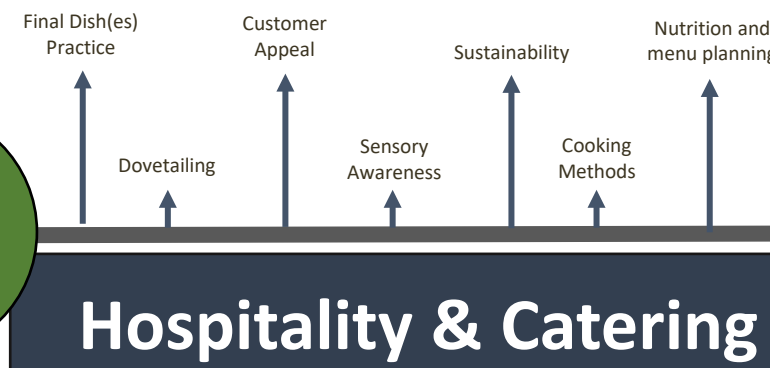 Final Dish(es)
Practice
Customer
Appeal
Sustainability
Nutrition and
menu planning
Dovetailing
Sensory
Awareness
Cooking
Methods
Hospitality & Catering